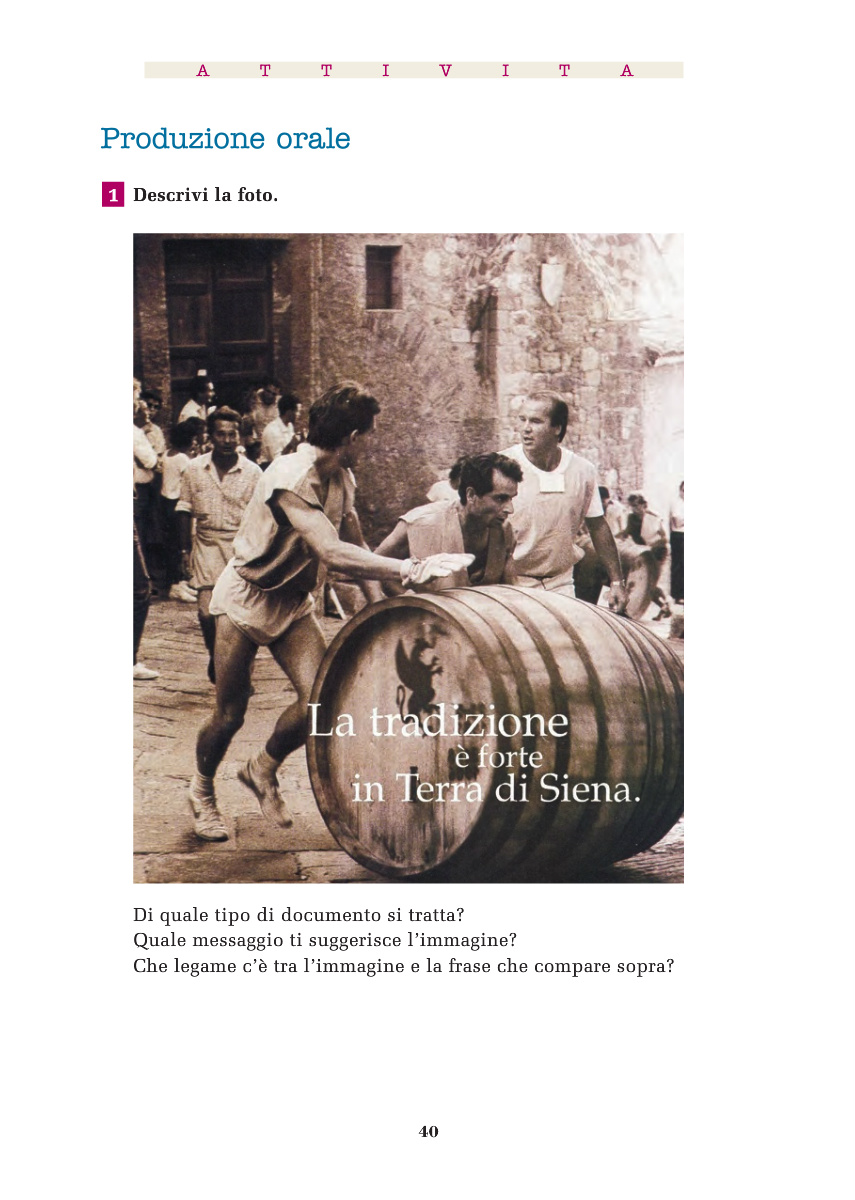 A T T I V I T A
Produzione orale
1 Descrivi la foto.
La tradizione
è forte
in Terra di Siena.
Di quale tipo di documento si tratta?
Quale messaggio ti suggerisce l’immagine?
Che legame c’è tra l’immagine e la frase che compare sopra?
40